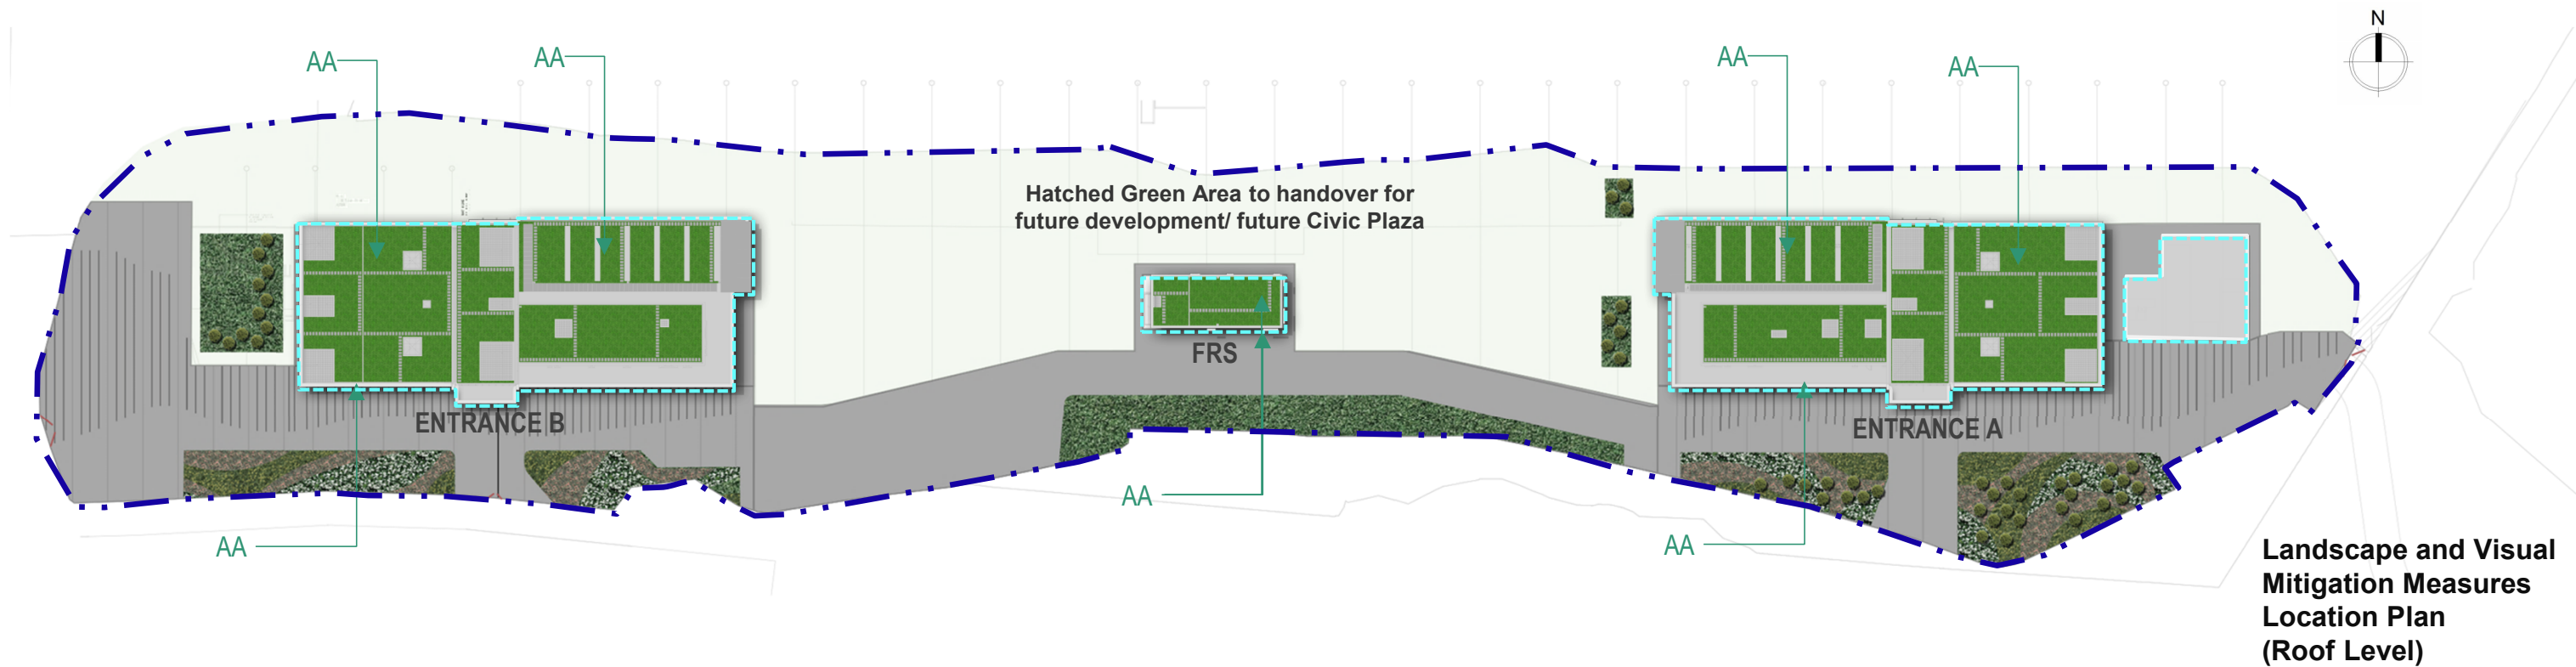 N
AA
AA
AA
AA
Hatched Green Area to handover for
future development/ future Civic Plaza
FRS
ENTRANCE B
ENTRANCE A
AA
AA
AA
Landscape and Visual
Mitigation Measures
Location Plan
(Roof Level)